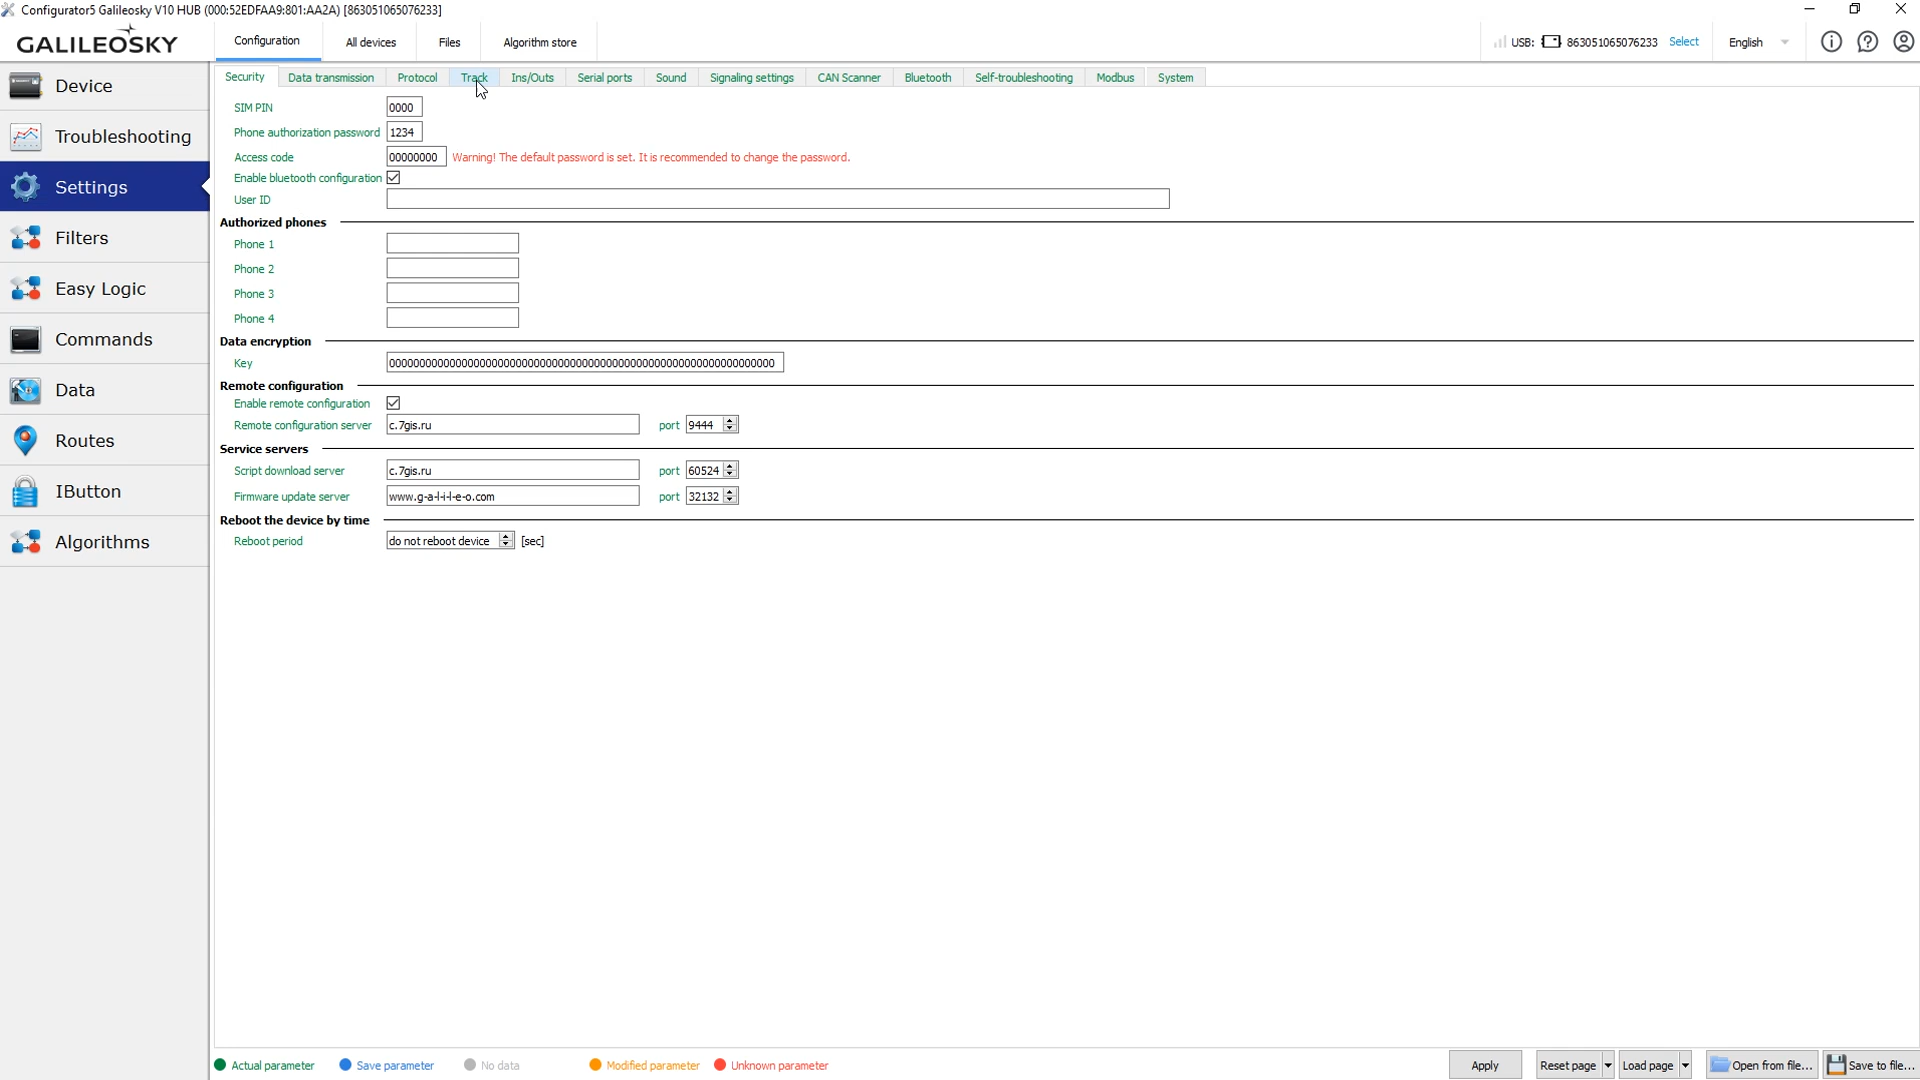 Configurator5 Galileosky V10 HUB (000:52EDFAA9:801:AA2A) [863051065076233]
GALILEOSKY
Configuration All devices Files Algorithm store
USB: 863051065076233 Select English
Security Data transmission Protocol Track Ins/Outs Serial ports Sound Signaling settings CAN Scanner Bluetooth Self-troubleshooting Modbus System
Device
Troubleshooting
Settings
Filters
Easy Logic
Commands
Data
Routes
IButton
Algorithms
SIM PIN 0000
Phone authorization password 1234
Access code 00000000 Warning! The default password is set. It is recommended to change the password.
Enable bluetooth configuration
User ID
Authorized phones
Phone 1
Phone 2
Phone 3
Phone 4
Data encryption
Key 0000000000000000000000000000000000000000000000000000000000000000
Remote configuration
Enable remote configuration
Remote configuration server c.7gis.ru port 9444
Service servers
Script download server c.7gis.ru port 60524
Firmware update server www.g-a-l-i-l-e-o.com port 32132
Reboot the device by time
Reboot period do not reboot device [sec]
Actual parameter Save parameter No data Modified parameter Unknown parameter
Apply Reset page Load page Open from file... Save to file...